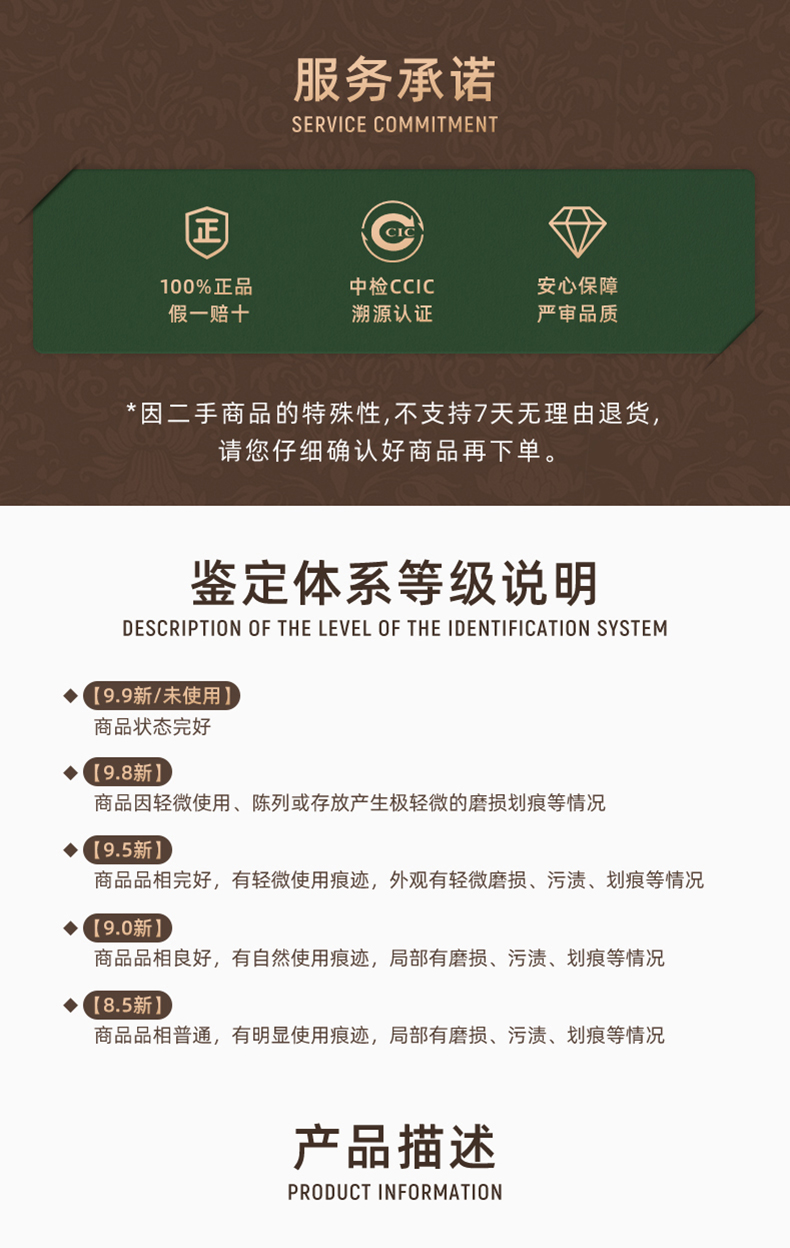 服务承诺
SERVICE COMMITMENT
正
CCIC
100%正品
假一赔十
中检CCIC
溯源认证
安心保障
严审品质
*因二手商品的特殊性,不支持7天无理由退货,
请您仔细确认好商品再下单。
鉴定体系等级说明
DESCRIPTION OF THE LEVEL OF THE IDENTIFICATION SYSTEM
【9.9新/未使用】
商品状态完好
【9.8新】
商品因轻微使用、陈列或存放产生极轻微的磨损划痕等情况
【9.5新】
商品品相完好，有轻微使用痕迹，外观有轻微磨损、污渍、划痕等情况
【9.0新】
商品品相良好，有自然使用痕迹，局部有磨损、污渍、划痕等情况
【8.5新】
商品品相普通，有明显使用痕迹，局部有磨损、污渍、划痕等情况
产品描述
PRODUCT INFORMATION